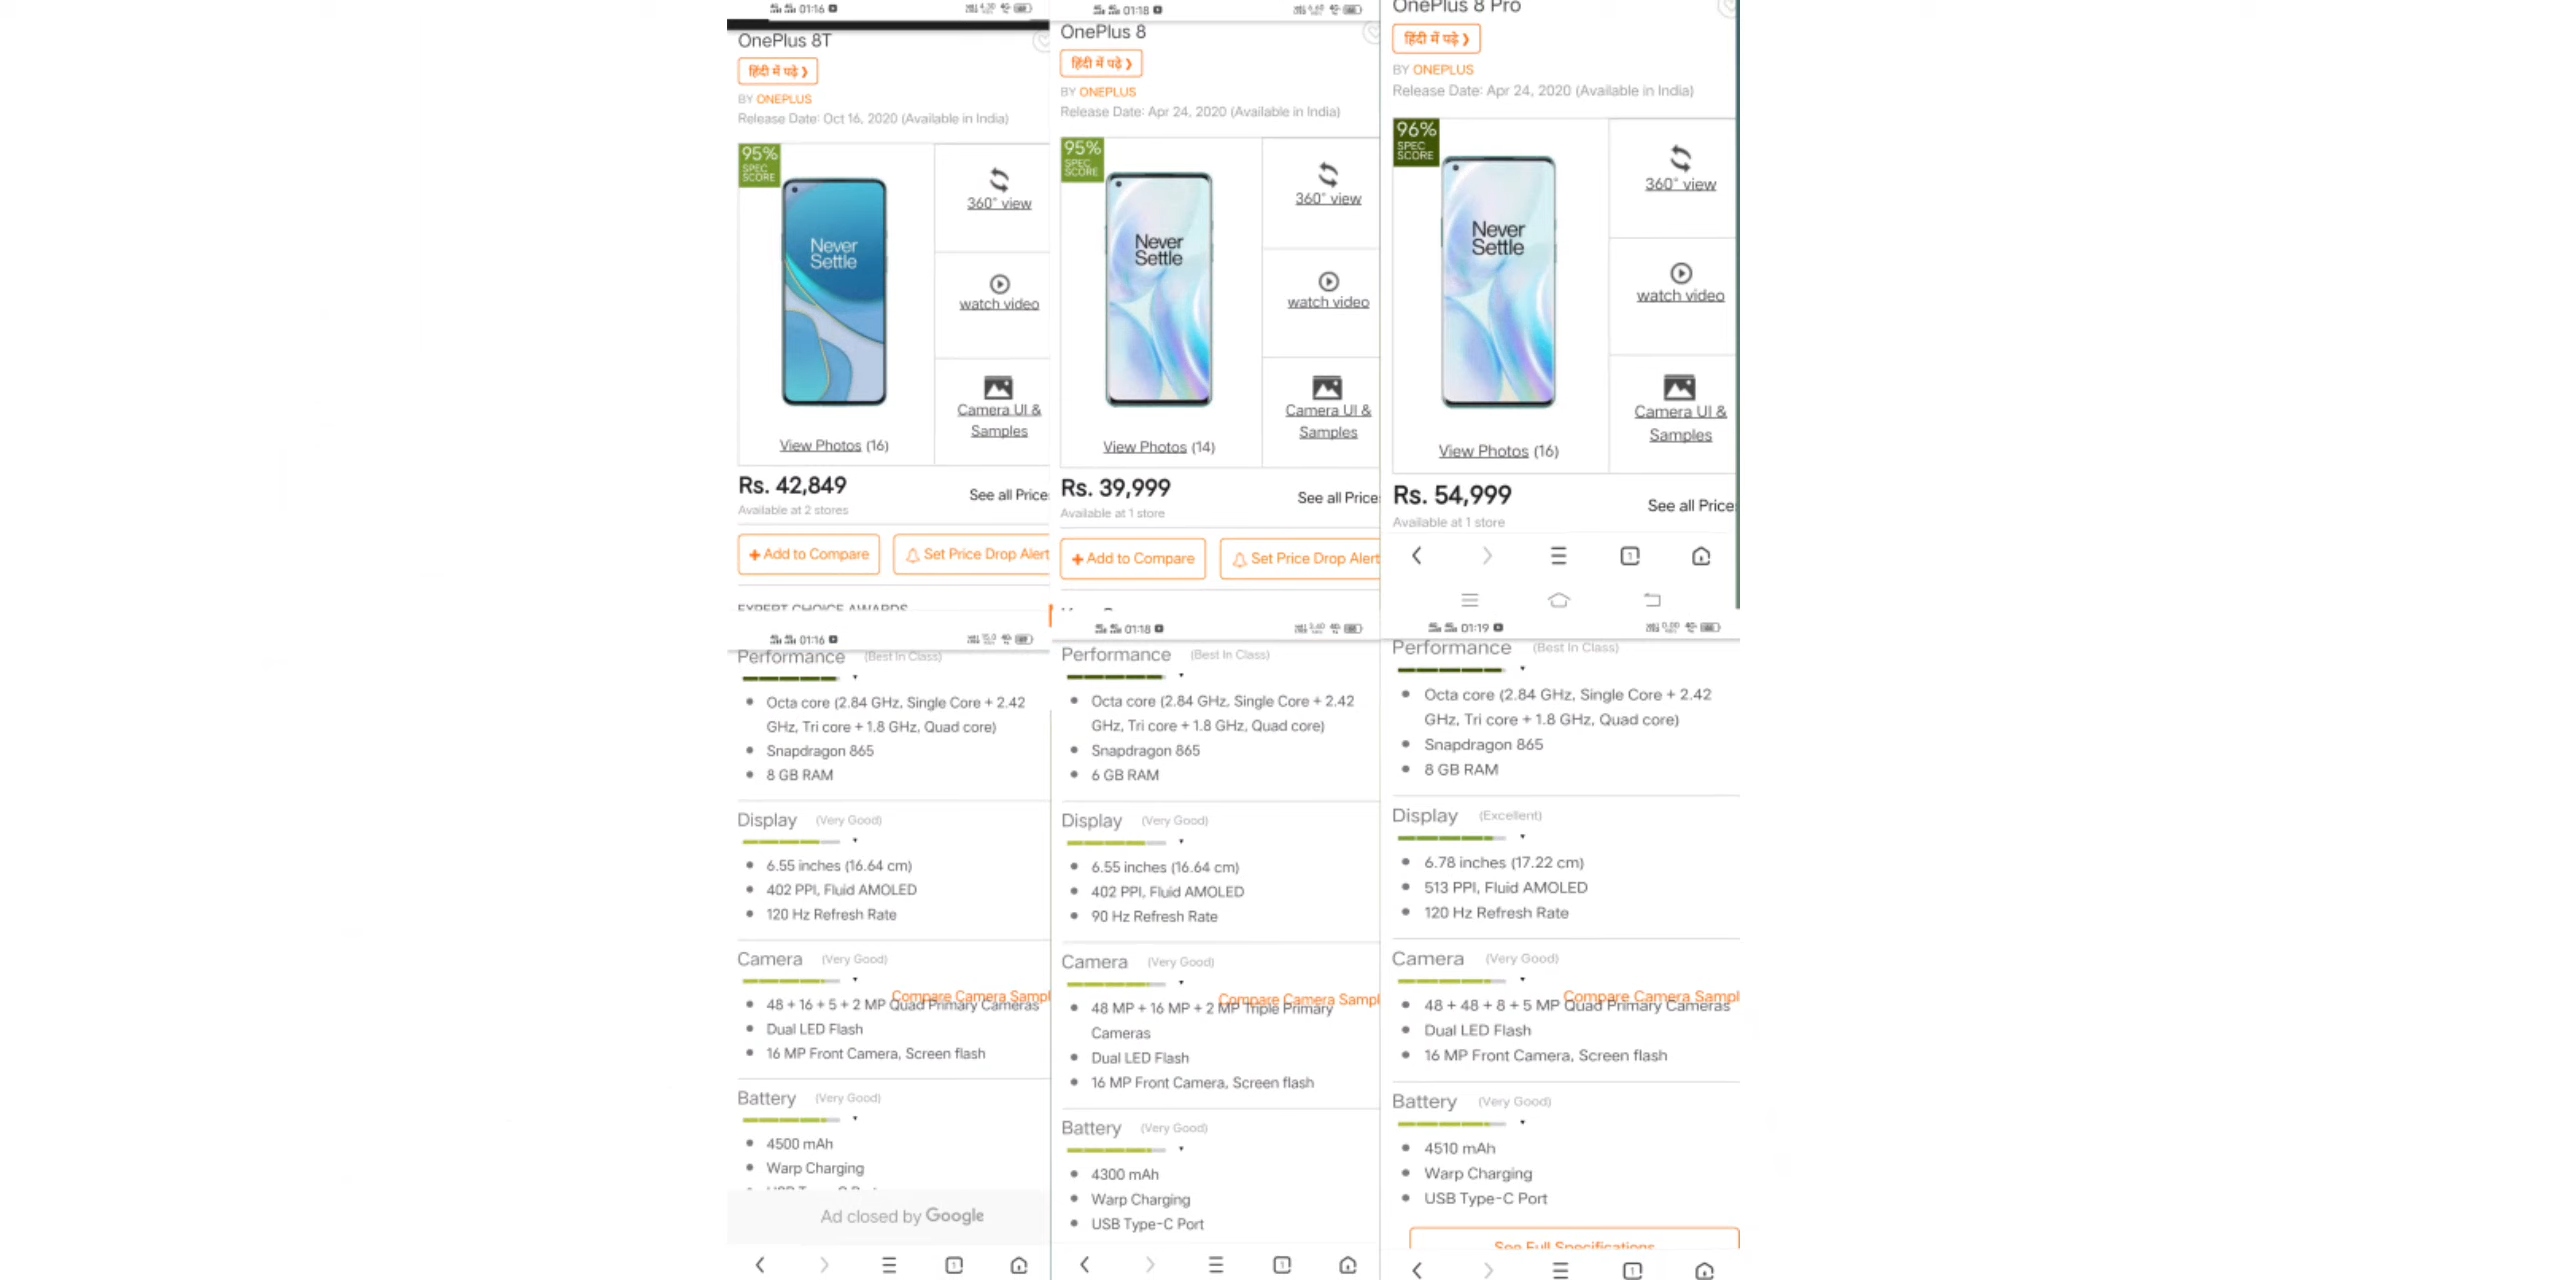 01:16
OnePlus 8T
हिंदी में पढ़े ❯
BY ONEPLUS
Release Date: Oct 16, 2020 (Available in India)
95%
SPEC
SCORE
Never
Settle
360° view
watch video
Camera UI &
Samples
View Photos (16)
Rs. 42,849
See all Price
Available at 2 stores
+ Add to Compare
Set Price Drop Alert
EXPERT CHOICE AWARDS
01:16
Performance (Best In Class)
Octa core (2.84 GHz, Single Core + 2.42
GHz, Tri core + 1.8 GHz, Quad core)
Snapdragon 865
8 GB RAM
Display (Very Good)
6.55 inches (16.64 cm)
402 PPI, Fluid AMOLED
120 Hz Refresh Rate
Camera (Very Good)
Compare Camera Sampl
48 + 16 + 5 + 2 MP Quad Primary Cameras
Dual LED Flash
16 MP Front Camera, Screen flash
Battery (Very Good)
4500 mAh
Warp Charging
Ad closed by Google
01:18
OnePlus 8
हिंदी में पढ़े ❯
BY ONEPLUS
Release Date: Apr 24, 2020 (Available in India)
95%
SPEC
SCORE
Never
Settle
360° view
watch video
Camera UI &
Samples
View Photos (14)
Rs. 39,999
See all Price
Available at 1 store
+ Add to Compare
Set Price Drop Alert
01:18
Performance (Best In Class)
Octa core (2.84 GHz, Single Core + 2.42
GHz, Tri core + 1.8 GHz, Quad core)
Snapdragon 865
6 GB RAM
Display (Very Good)
6.55 inches (16.64 cm)
402 PPI, Fluid AMOLED
90 Hz Refresh Rate
Camera (Very Good)
Compare Camera Sampl
48 MP + 16 MP + 2 MP Triple Primary
Cameras
Dual LED Flash
16 MP Front Camera, Screen flash
Battery (Very Good)
4300 mAh
Warp Charging
USB Type-C Port
OnePlus 8 Pro
हिंदी में पढ़े ❯
BY ONEPLUS
Release Date: Apr 24, 2020 (Available in India)
96%
SPEC
SCORE
Never
Settle
360° view
watch video
Camera UI &
Samples
View Photos (16)
Rs. 54,999
See all Price
Available at 1 store
01:19
Performance (Best In Class)
Octa core (2.84 GHz, Single Core + 2.42
GHz, Tri core + 1.8 GHz, Quad core)
Snapdragon 865
8 GB RAM
Display (Excellent)
6.78 inches (17.22 cm)
513 PPI, Fluid AMOLED
120 Hz Refresh Rate
Camera (Very Good)
Compare Camera Sampl
48 + 48 + 8 + 5 MP Quad Primary Cameras
Dual LED Flash
16 MP Front Camera, Screen flash
Battery (Very Good)
4510 mAh
Warp Charging
USB Type-C Port
See Full Specifications